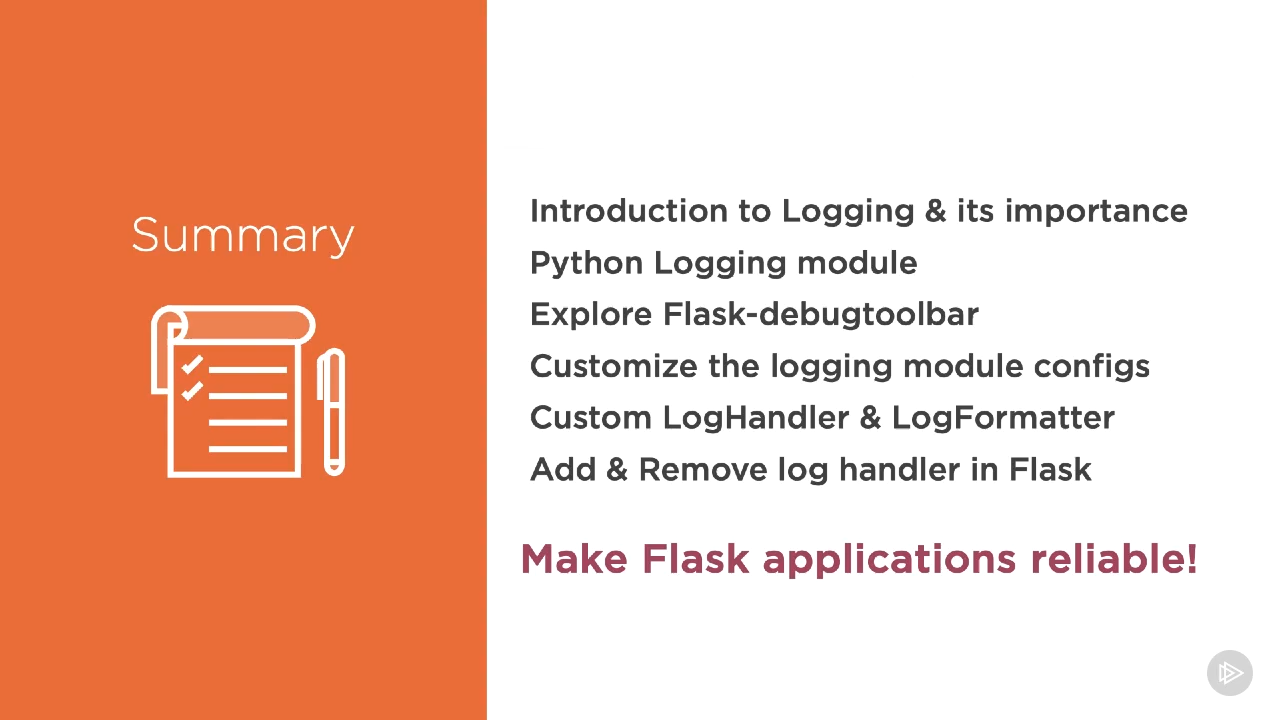 Summary
Introduction to Logging & its importance
Python Logging module
Explore Flask-debugtoolbar
Customize the logging module configs
Custom LogHandler & LogFormatter
Add & Remove log handler in Flask
Make Flask applications reliable!